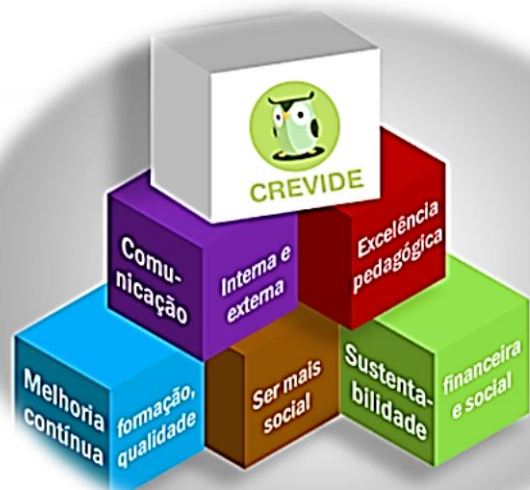 CREVIDE
Comu-
nicação
Interna e
externa
Excelência
pedagógica
Melhoria
contínua
formação,
qualidade
Ser mais
social
Sustenta-
bilidade
financeira
e social